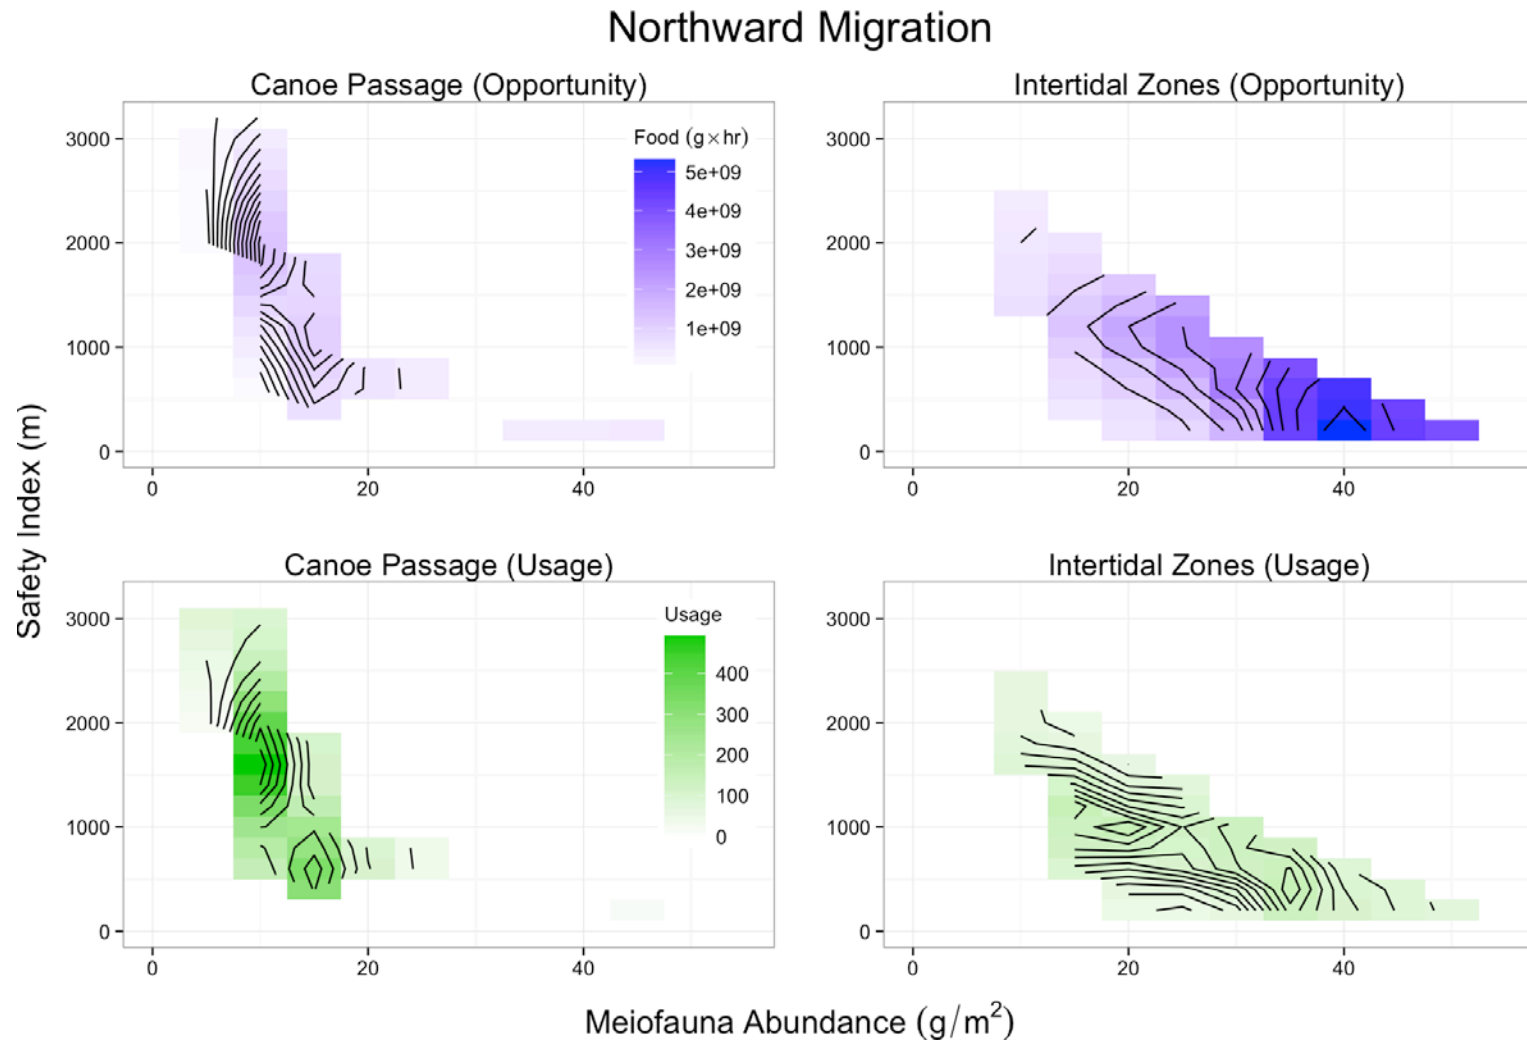 Northward Migration
Canoe Passage (Opportunity)
Intertidal Zones (Opportunity)
3000
2000
1000
0
Food (g×hr)
5e+09
4e+09
3e+09
2e+09
1e+09
0
20
40
0
20
40
3000
2000
1000
0
Safety Index (m)
Canoe Passage (Usage)
Intertidal Zones (Usage)
3000
2000
1000
0
Usage
400
300
200
100
0
3000
2000
1000
0
0
20
40
0
20
40
Meiofauna Abundance (g/m²)